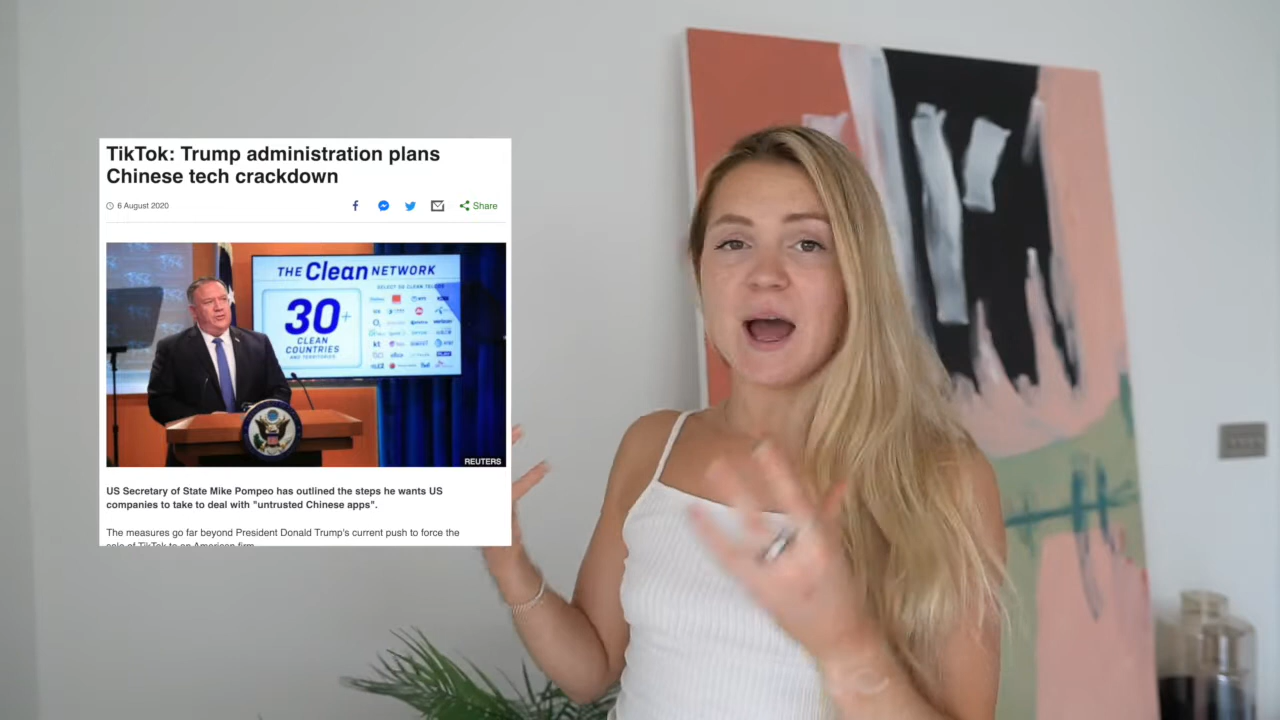 TikTok: Trump administration plans
Chinese tech crackdown
6 August 2020
Share
THE Clean NETWORK
30+
CLEAN
COUNTRIES
AND TERRITORIES
REUTERS
US Secretary of State Mike Pompeo has outlined the steps he wants US
companies to take to deal with "untrusted Chinese apps".
The measures go far beyond President Donald Trump's current push to force the